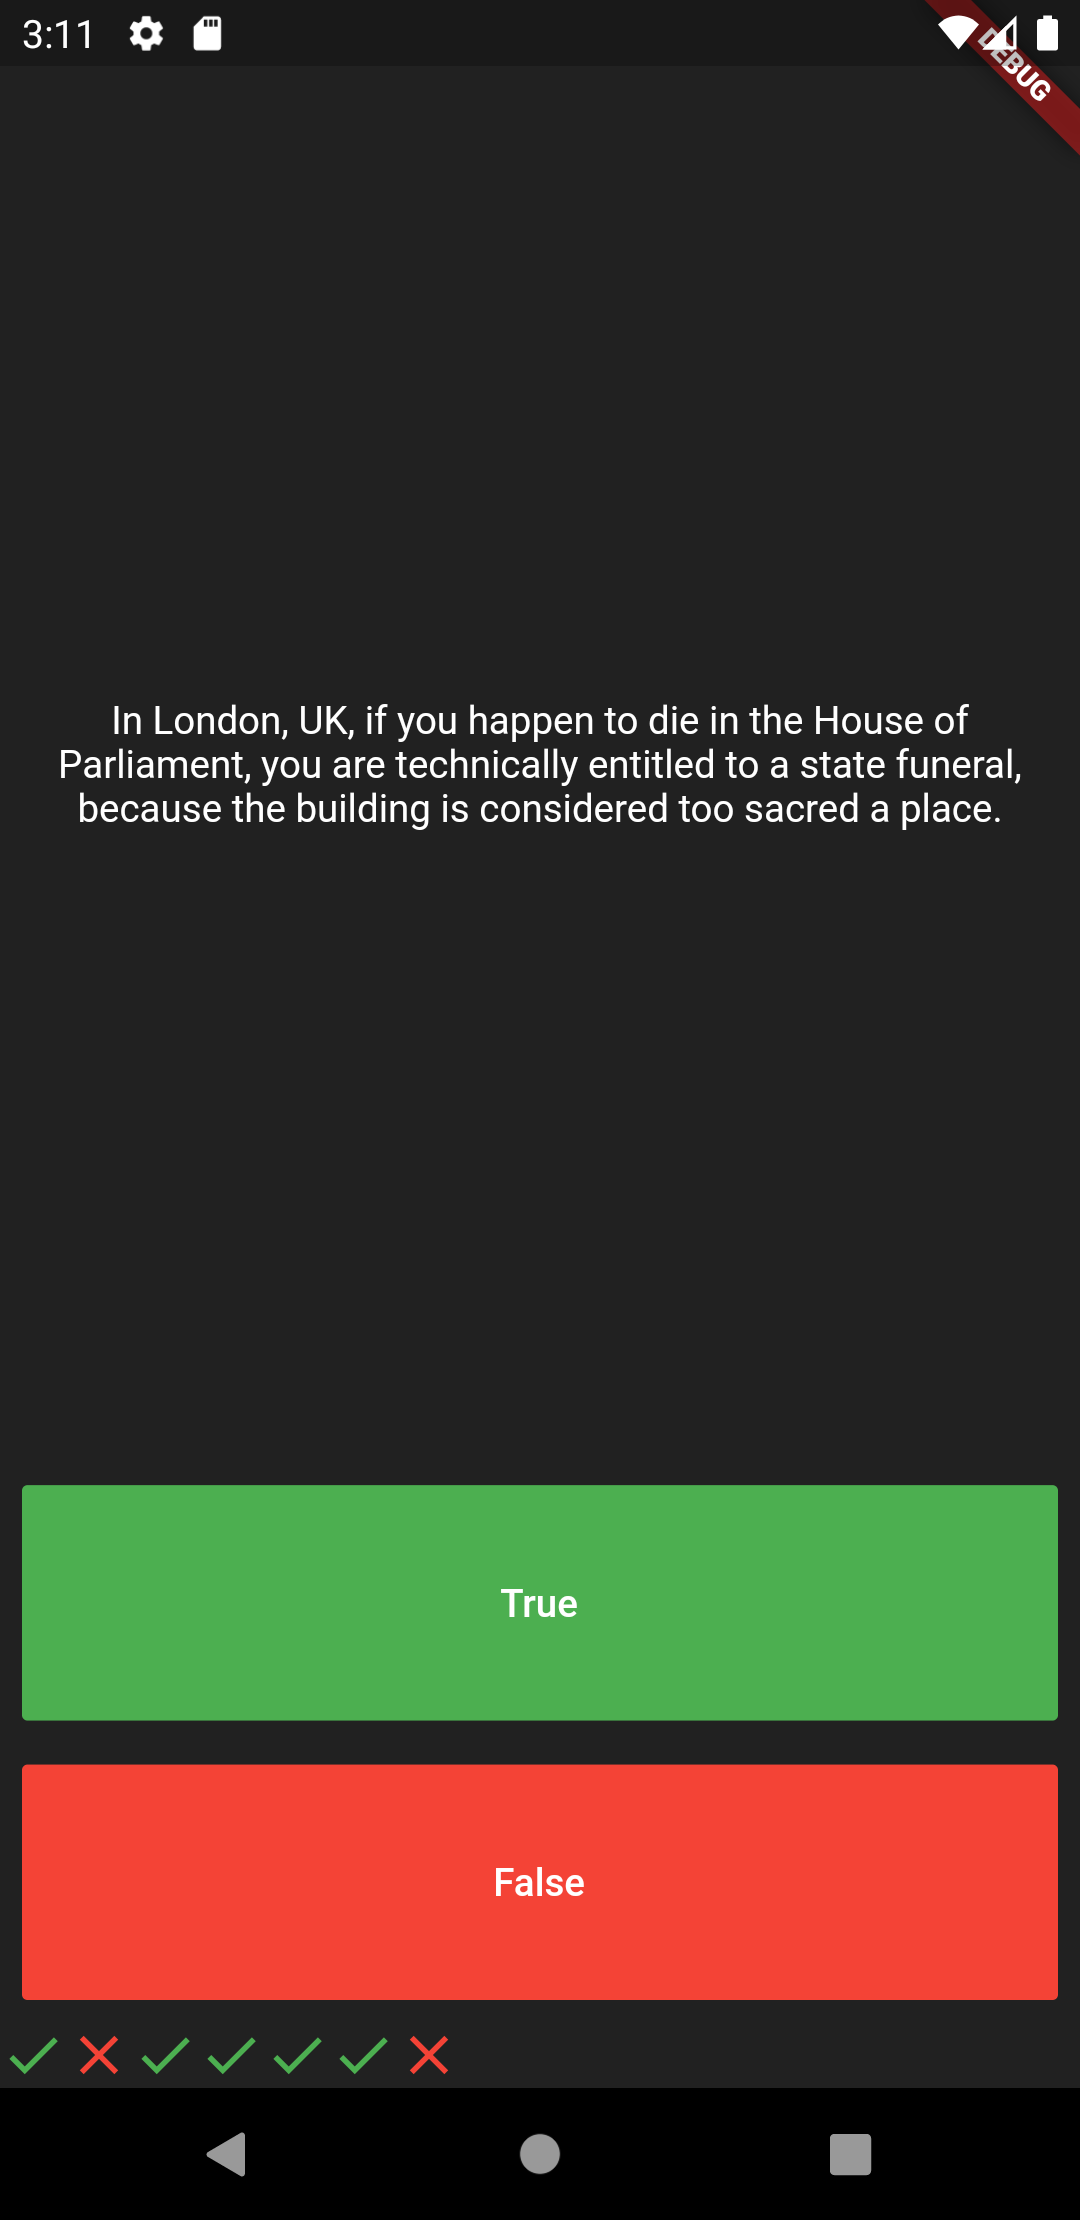 3:11
DEBUG
In London, UK, if you happen to die in the House of
Parliament, you are technically entitled to a state funeral,
because the building is considered too sacred a place.
True
False